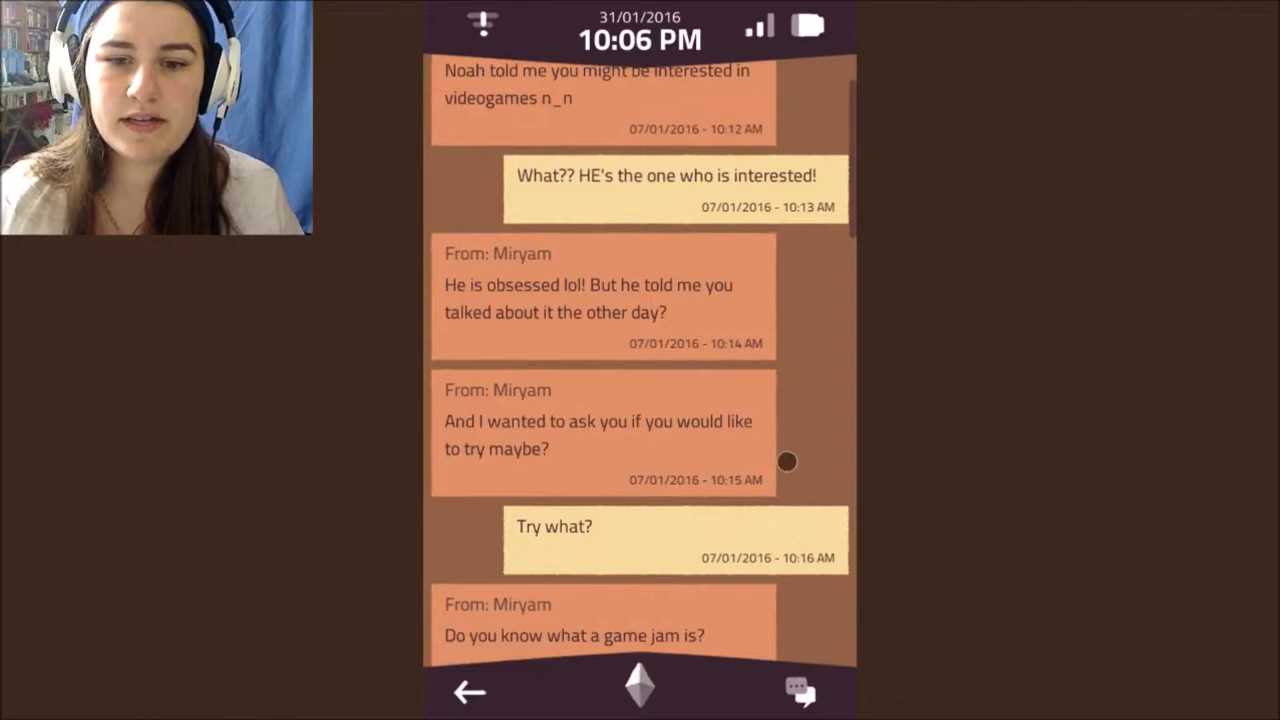 31/01/2016
10:06 PM
Noah told me you might be interested in
videogames n_n
07/01/2016 - 10:12 AM
What?? HE's the one who is interested!
07/01/2016 - 10:13 AM
From: Miryam
He is obsessed lol! But he told me you
talked about it the other day?
07/01/2016 - 10:14 AM
From: Miryam
And I wanted to ask you if you would like
to try maybe?
07/01/2016 - 10:15 AM
Try what?
07/01/2016 - 10:16 AM
From: Miryam
Do you know what a game jam is?